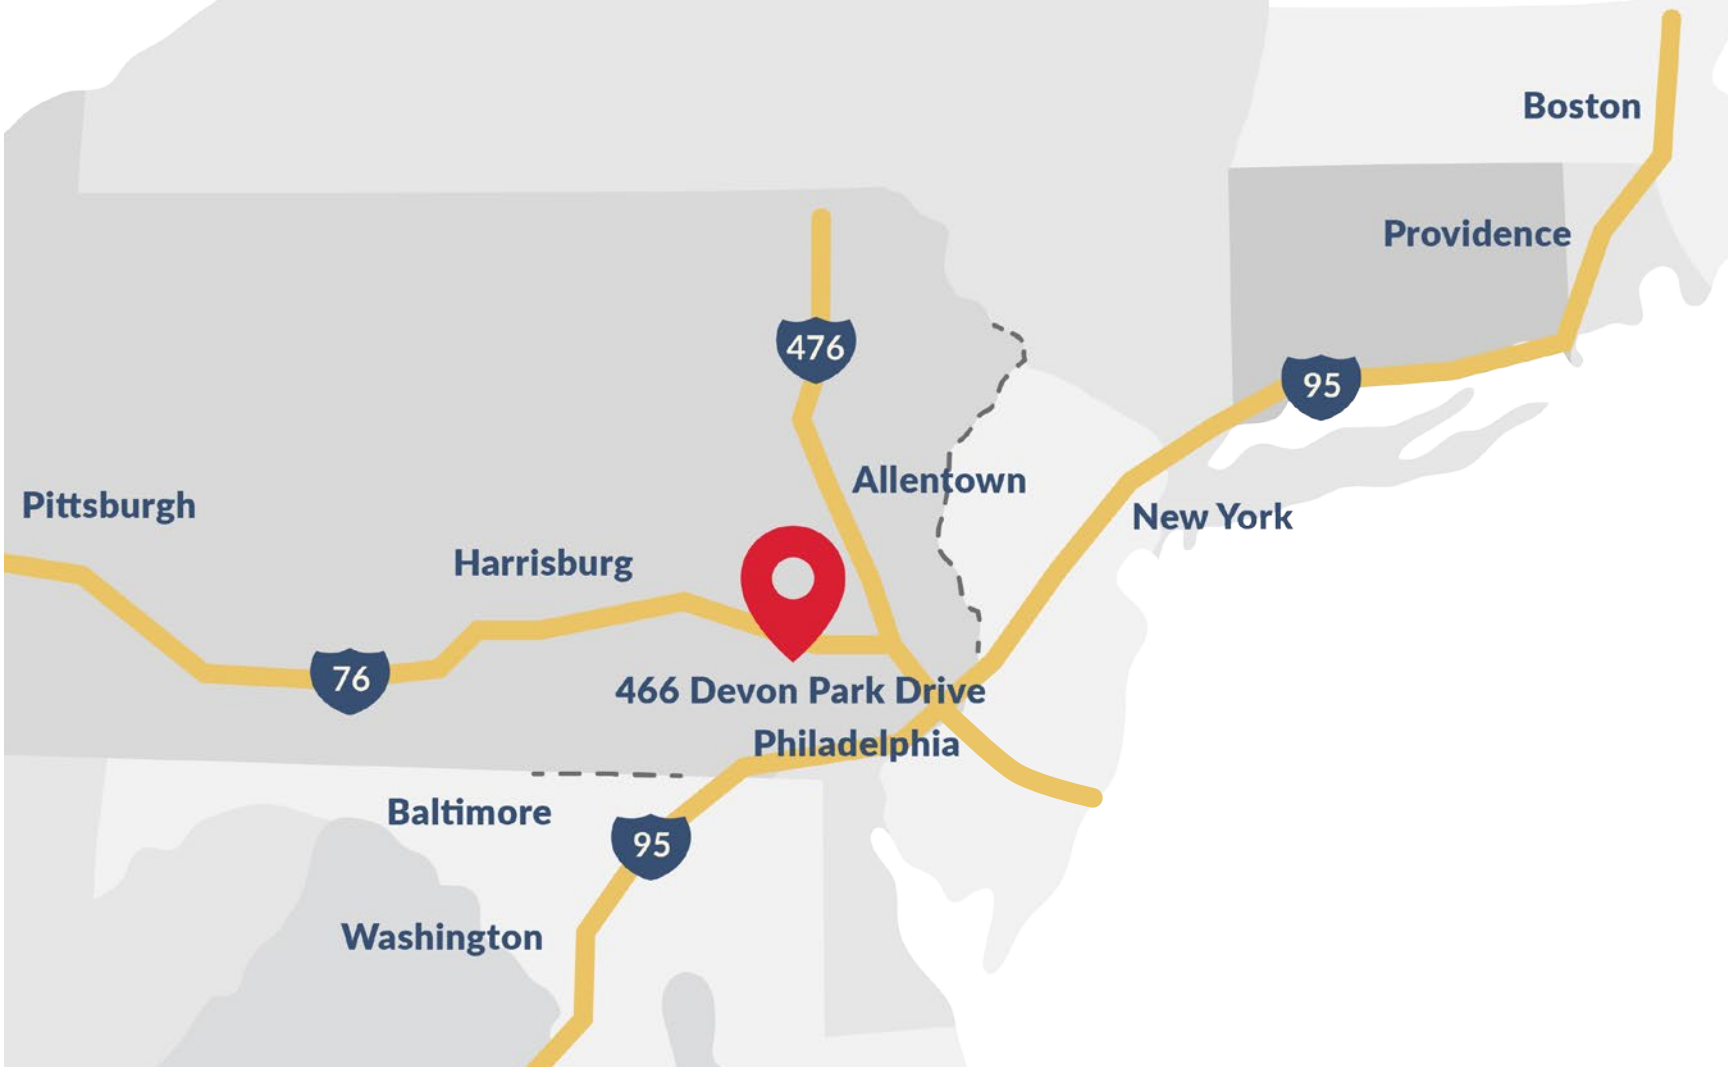 Boston
Providence
476
95
Allentown
Pittsburgh
New York
Harrisburg
76
466 Devon Park Drive
Philadelphia
Baltimore
95
Washington